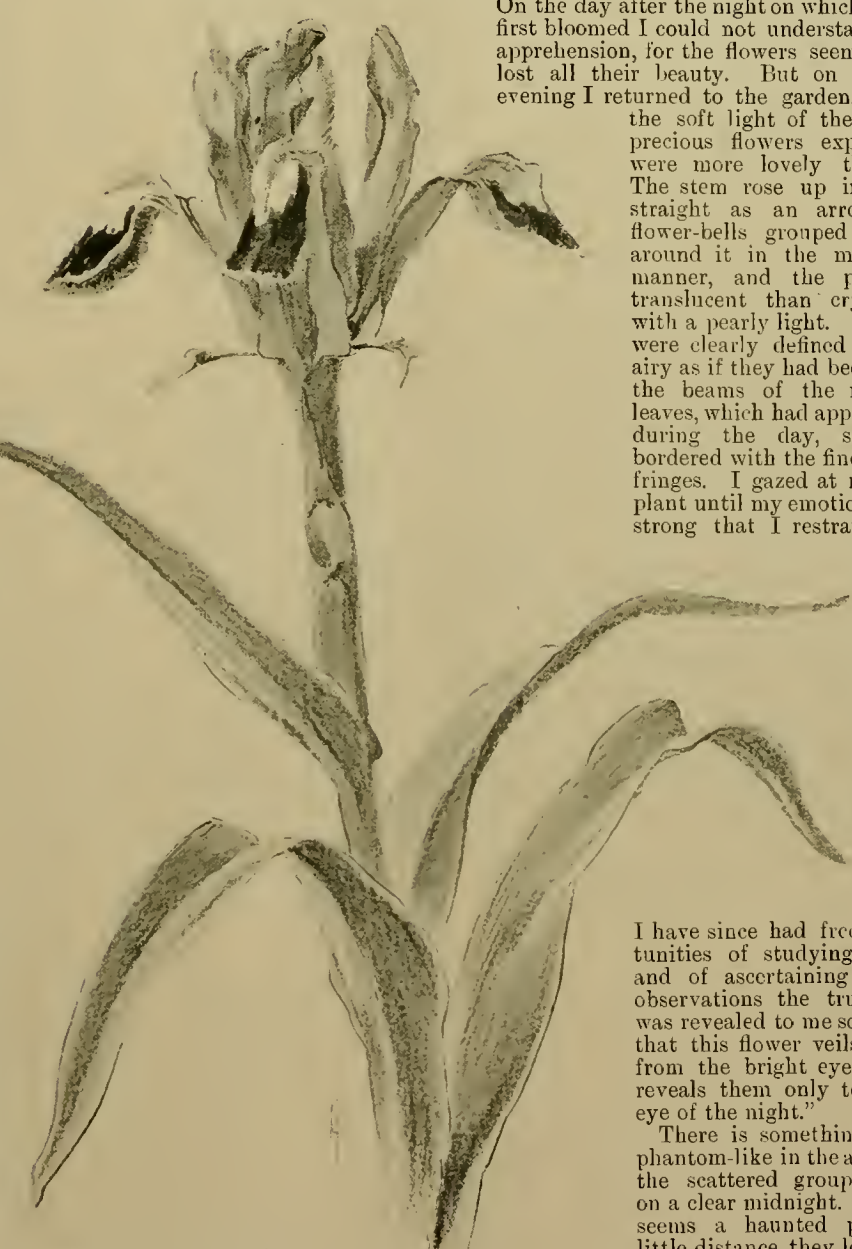 On the day after the night on which
first bloomed I could not understa
apprehension, for the flowers seen
lost all their beauty. But on
evening I returned to the garden
the soft light of the
precious flowers exp
were more lovely t
The stem rose up i
straight as an arro
flower-bells grouped
around it in the m
manner, and the p
translucent than cr
with a pearly light.
were clearly defined
airy as if they had bee
the beams of the
leaves, which had app
during the day, s
bordered with the fine
fringes. I gazed at
plant until my emotio
strong that I restra
I have since had fre
tunities of studying
and of ascertaining
observations the tru
was revealed to me so
that this flower veil
from the bright eye
reveals them only to
eye of the night."
There is somethin
phantom-like in the a
the scattered group
on a clear midnight.
seems a haunted p
little distance they l